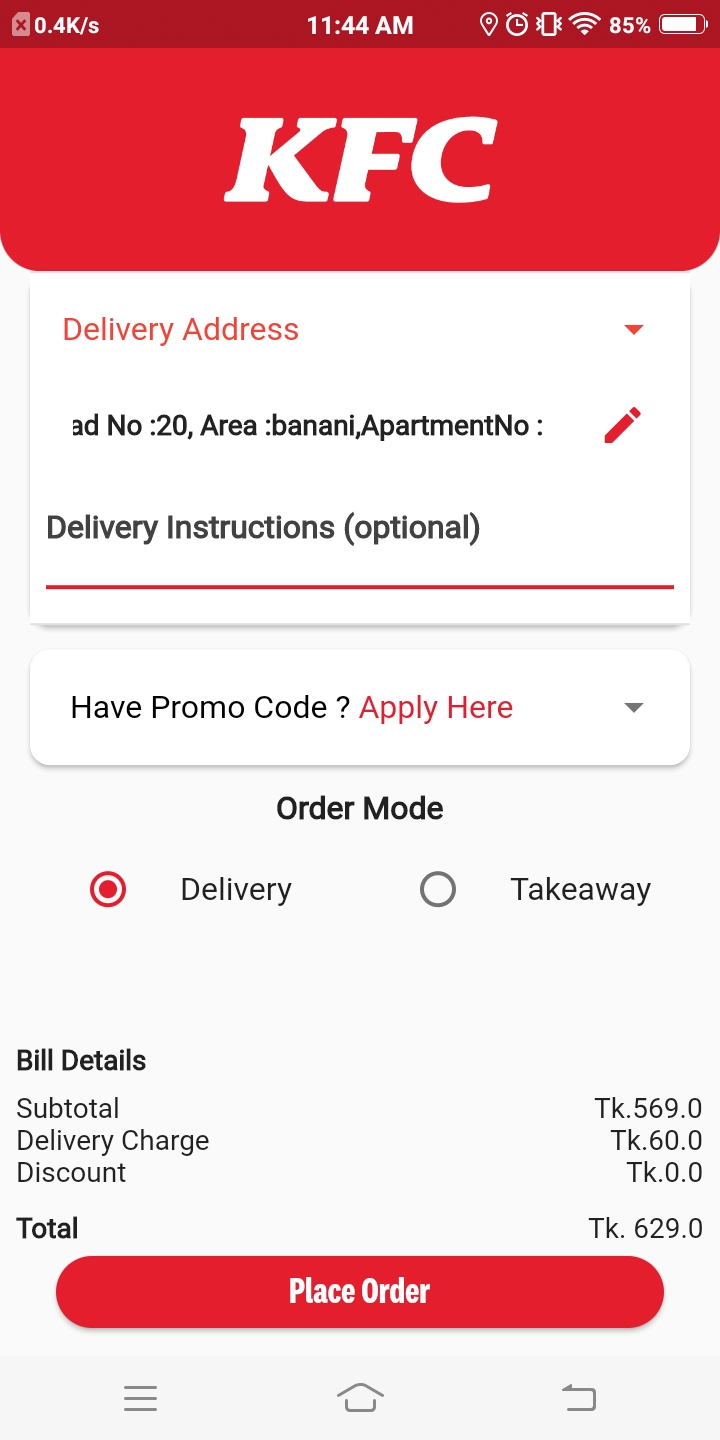 0.4K/s 11:44 AM 85%
KFC
Delivery Address
ad No :20, Area :banani,ApartmentNo :
Delivery Instructions (optional)
Have Promo Code ? Apply Here
Order Mode
Delivery Takeaway
Bill Details
Subtotal Tk.569.0
Delivery Charge Tk.60.0
Discount Tk.0.0
Total Tk. 629.0
Place Order